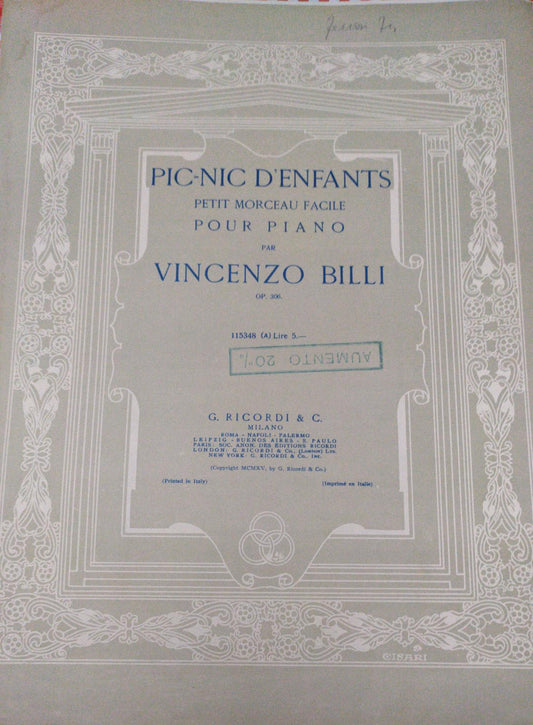 PIC-NIC D'ENFANTS
PETIT MORCEAU FACILE
POUR PIANO
PAR
VINCENZO BILLI
OP. 306.
115348 (A) Lire 5.—
AUMENTO 20%
G. RICORDI & C.
MILANO
ROMA - NAPOLI - PALERMO
LEIPZIG - BUENOS AIRES - S. PAULO
PARIS: SOC. ANON. DES ÉDITIONS RICORDI
LONDON: G. RICORDI & Co., (London) Ltd.
NEW YORK: G. RICORDI & Co., Inc.
(Copyright MCMXV, by G. Ricordi & Co.)
(Printed in Italy) (Imprimé en Italie)
CISARI